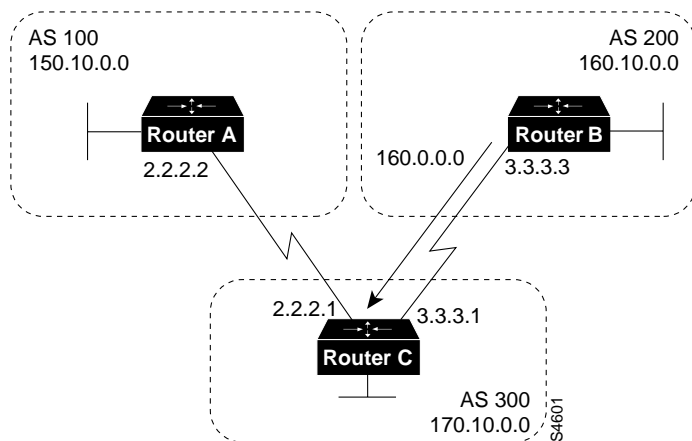 AS 100
150.10.0.0
Router A
2.2.2.2
AS 200
160.10.0.0
Router B
160.0.0.0
3.3.3.3
2.2.2.1
3.3.3.1
Router C
AS 300
170.10.0.0
S4601